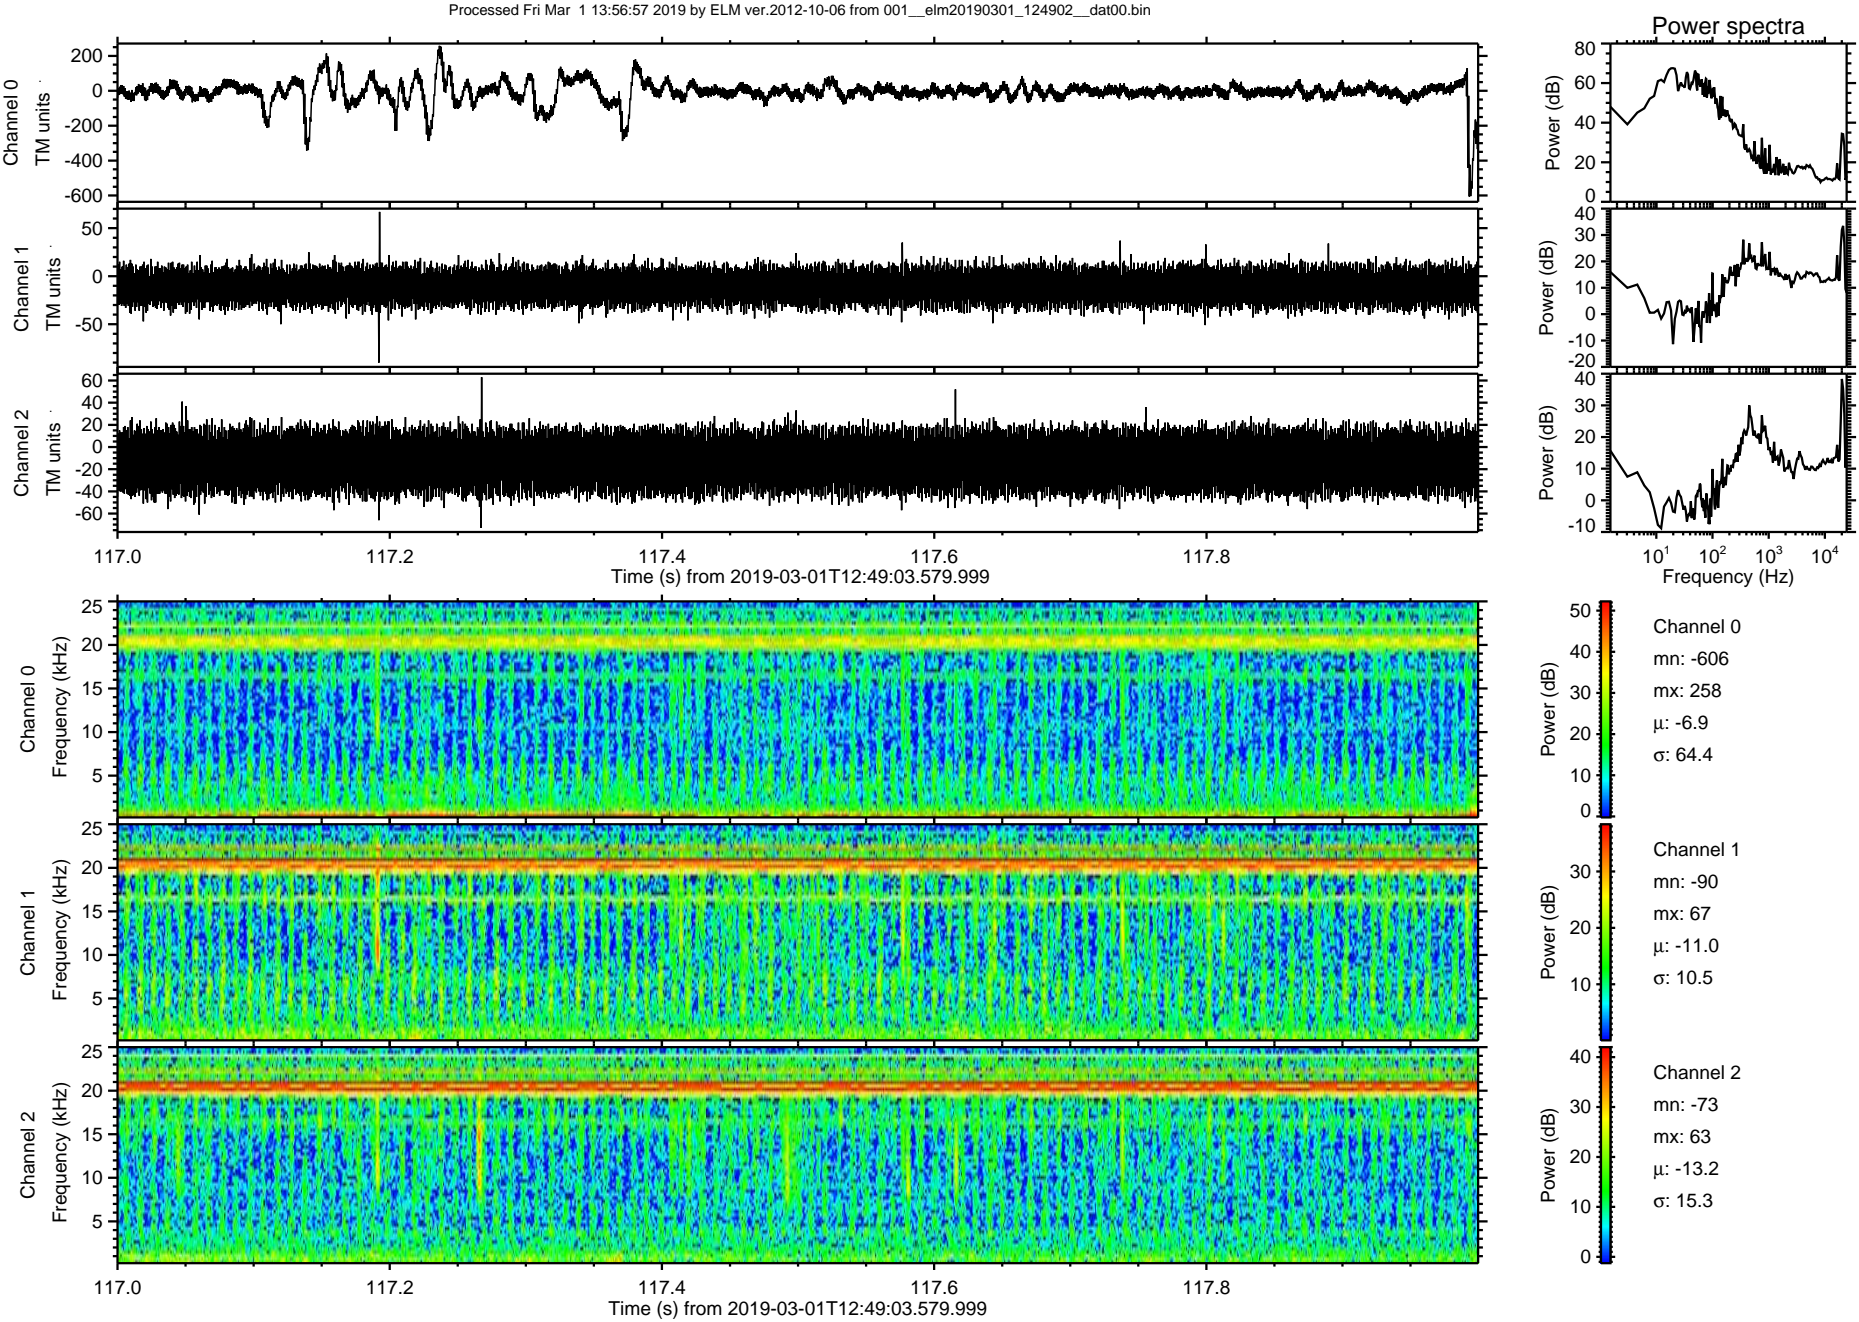 Processed Fri Mar 1 13:56:57 2019 by ELM ver.2012-10-06 from 001__elm20190301_124902__dat00.bin
Power spectra
Channel 0
TM units
200
0
-200
-400
-600
Power (dB)
80
60
40
20
0
Channel 1
TM units
50
0
-50
Power (dB)
40
30
20
10
0
-10
-20
Channel 2
TM units
60
40
20
0
-20
-40
-60
Power (dB)
40
30
20
10
0
-10
117.0 117.2 117.4 117.6 117.8
Time (s) from 2019-03-01T12:49:03.579.999
10¹ 10² 10³ 10⁴
Frequency (Hz)
Channel 0
Frequency (kHz)
25
20
15
10
5
Power (dB)
50
40
30
20
10
0
Channel 0
mn: -606
mx: 258
μ: -6.9
σ: 64.4
Channel 1
Frequency (kHz)
25
20
15
10
5
Power (dB)
30
20
10
Channel 1
mn: -90
mx: 67
μ: -11.0
σ: 10.5
Channel 2
Frequency (kHz)
25
20
15
10
5
Power (dB)
40
30
20
10
0
Channel 2
mn: -73
mx: 63
μ: -13.2
σ: 15.3
117.0 117.2 117.4 117.6 117.8
Time (s) from 2019-03-01T12:49:03.579.999